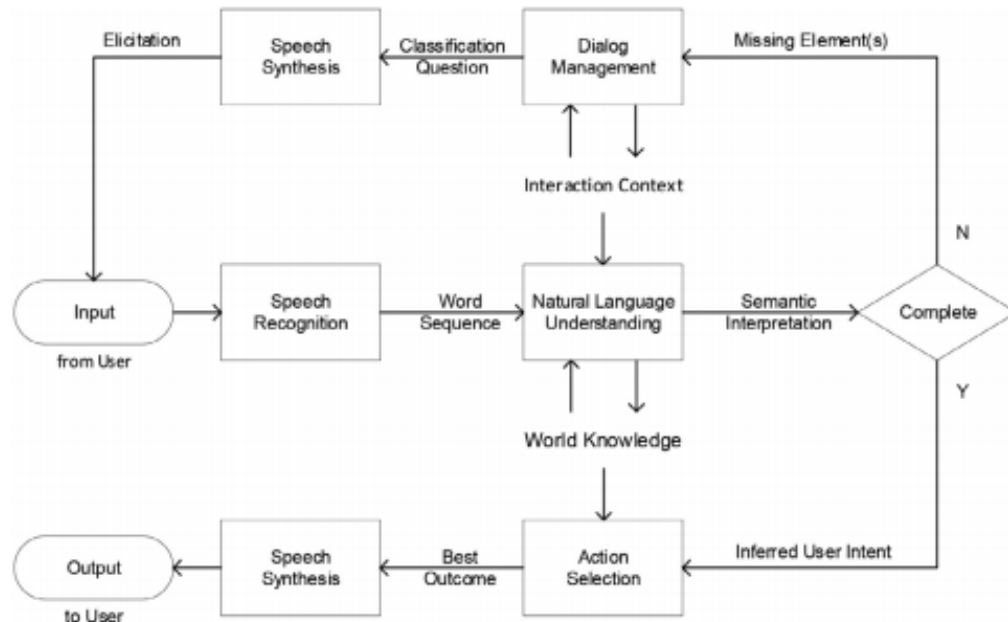 Elicitation
Speech
Synthesis
Classification
Question
Dialog
Management
Missing Element(s)
Interaction Context
N
Input
from User
Speech
Recognition
Word
Sequence
Natural Language
Understanding
Semantic
Interpretation
Complete
Y
World Knowledge
Output
to User
Speech
Synthesis
Best
Outcome
Action
Selection
Inferred User Intent